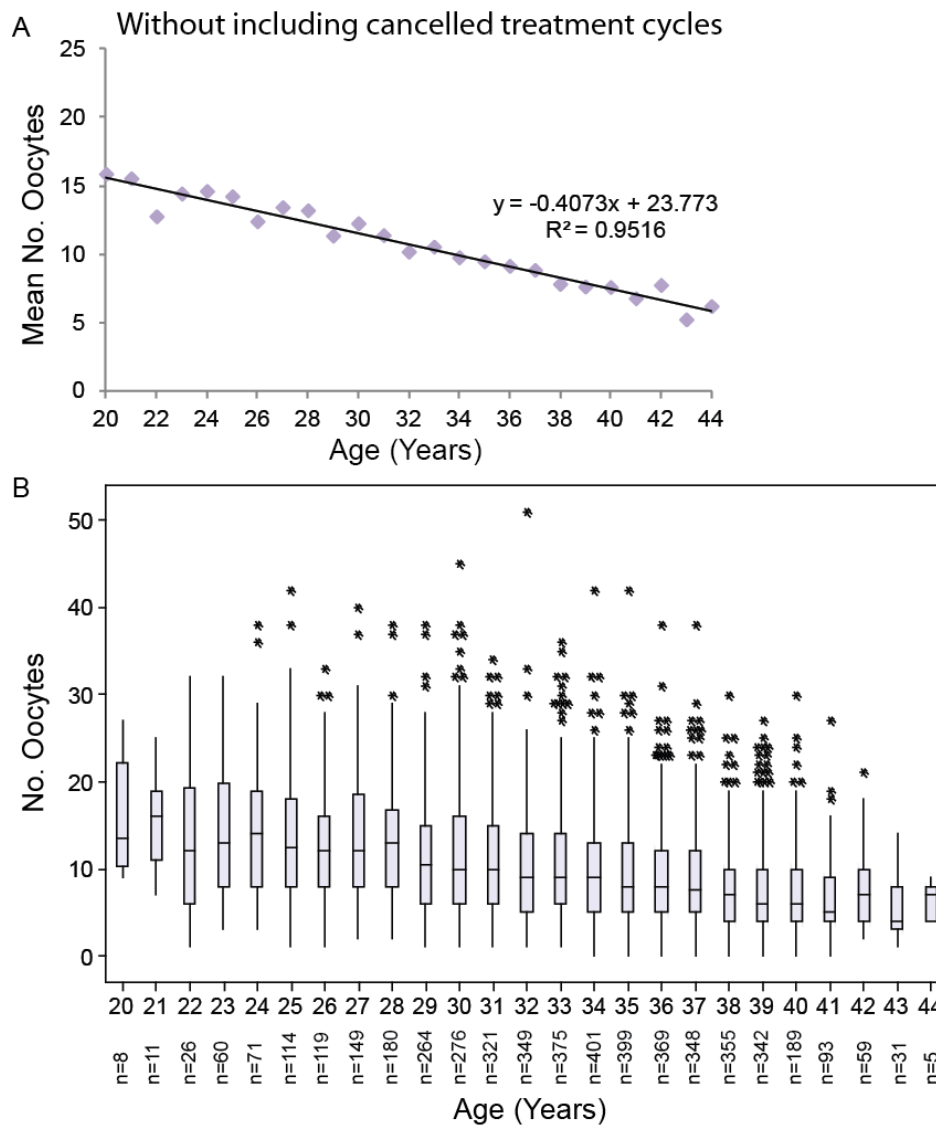 A
Without including cancelled treatment cycles
25
20
15
10
5
0
Mean No. Oocytes
y = -0.4073x + 23.773
R² = 0.9516
20 22 24 26 28 30 32 34 36 38 40 42 44
Age (Years)
B
50
40
30
20
10
0
No. Oocytes
20 21 22 23 24 25 26 27 28 29 30 31 32 33 34 35 36 37 38 39 40 41 42 43 44
n=8 n=11 n=26 n=60 n=71 n=114 n=119 n=149 n=180 n=264 n=276 n=321 n=349 n=375 n=401 n=399 n=369 n=348 n=355 n=342 n=189 n=93 n=59 n=31 n=5
Age (Years)